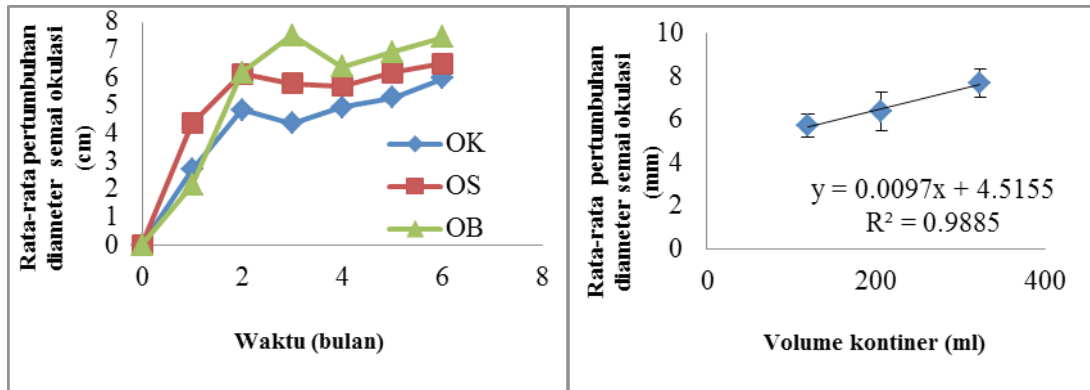 Rata-rata pertumbuhan
diameter semai okulasi
(cm)
8
7
6
5
4
3
2
1
0
0
2
4
6
8
OK
OS
OB
Waktu (bulan)
Rata-rata pertumbuhan
diameter semai okulasi
(mm)
10
8
6
4
2
0
y = 0.0097x + 4.5155
R² = 0.9885
0
200
400
Volume kontiner (ml)